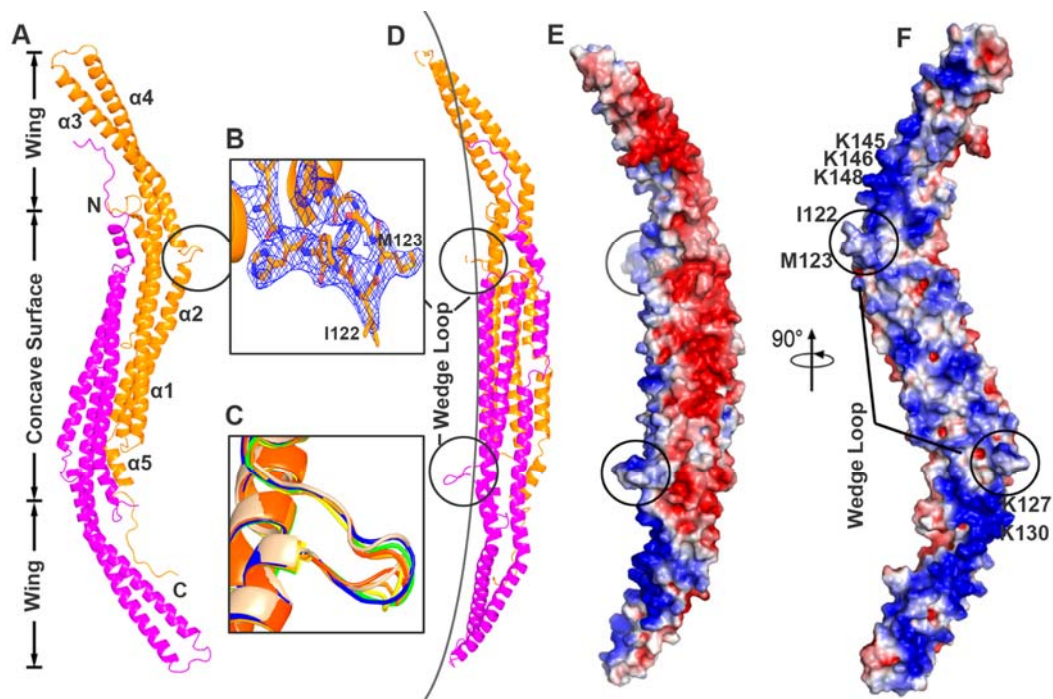 A
Wing
Concave Surface
Wing
α3
α4
N
α2
α1
α5
C
B
M123
I122
C
D
Wedge Loop
E
90°
F
K145
K146
K148
I122
M123
Wedge Loop
K127
K130